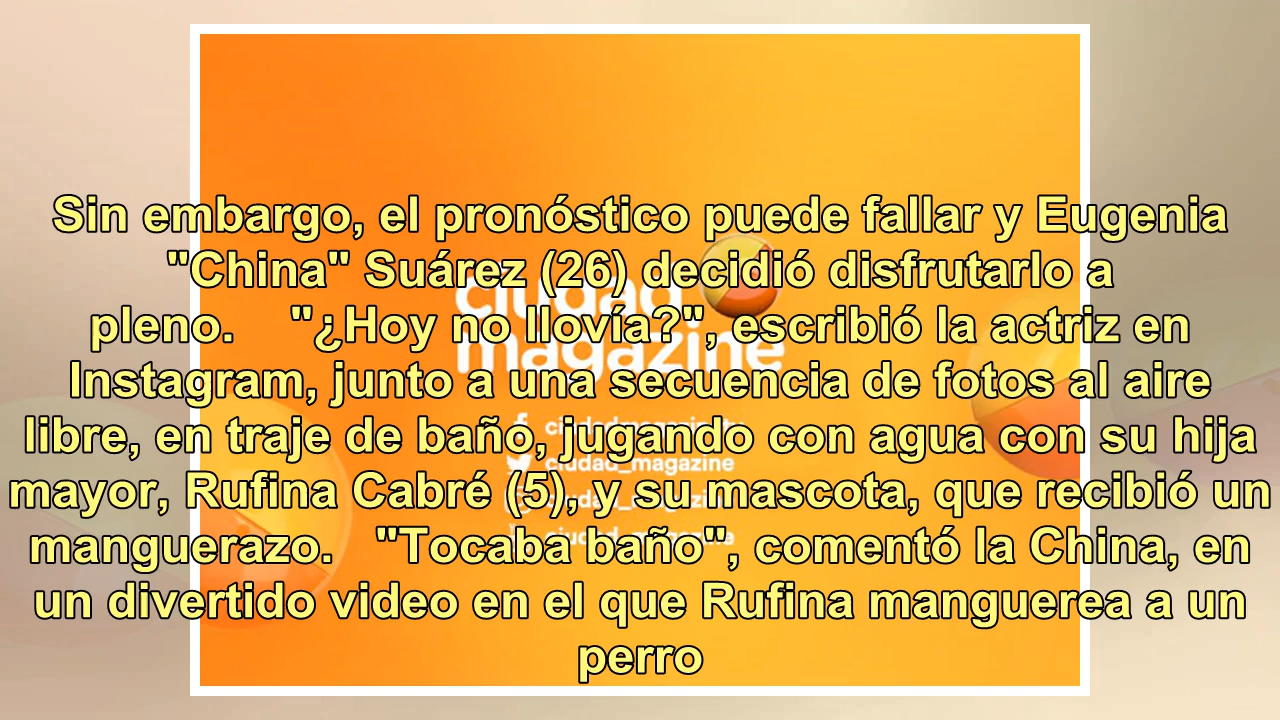 Sin embargo, el pronóstico puede fallar y Eugenia
"China" Suárez (26) decidió disfrutarlo a
pleno. "¿Hoy no llovía?", escribió la actriz en
Instagram, junto a una secuencia de fotos al aire
libre, en traje de baño, jugando con agua con su hija
mayor, Rufina Cabré (5), y su mascota, que recibió un
manguerazo. "Tocaba baño", comentó la China, en
un divertido video en el que Rufina manguerea a un
perro
ciudad
magazine
ciudad_magazine